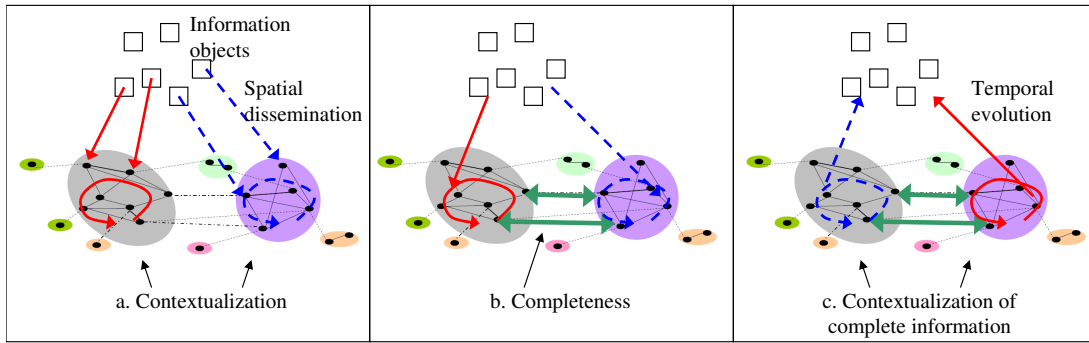 Information
objects
Spatial
dissemination
a. Contextualization
b. Completeness
Temporal
evolution
c. Contextualization of
complete information